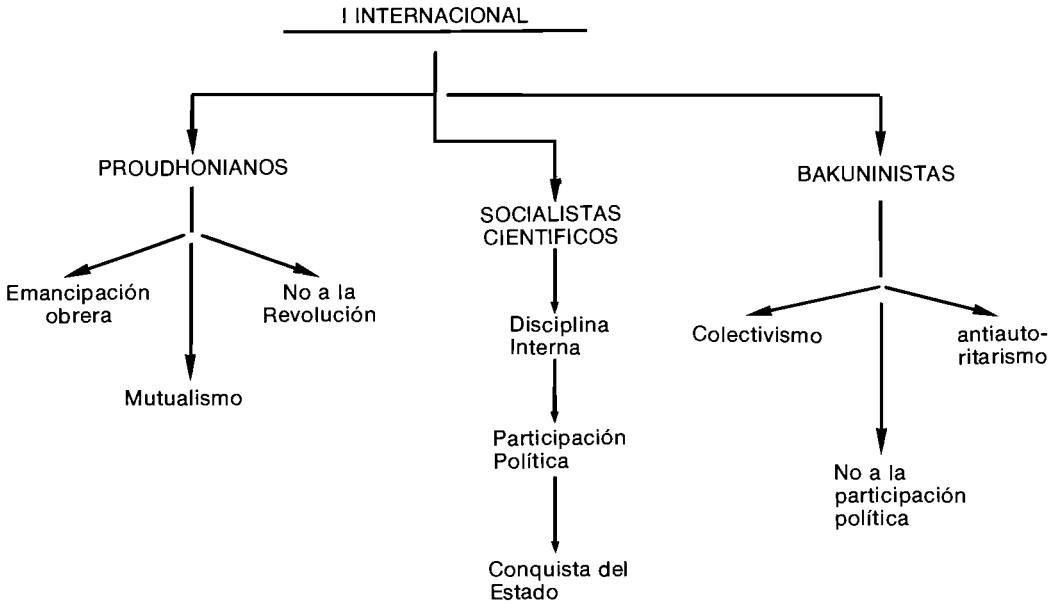 I INTERNACIONAL
PROUDHONIANOS
Emancipación
obrera
Mutualismo
No a la
Revolución
SOCIALISTAS
CIENTIFICOS
Disciplina
Interna
Participación
Política
Conquista del
Estado
BAKUNINISTAS
Colectivismo
No a la
participación
política
antiauto-
ritarismo